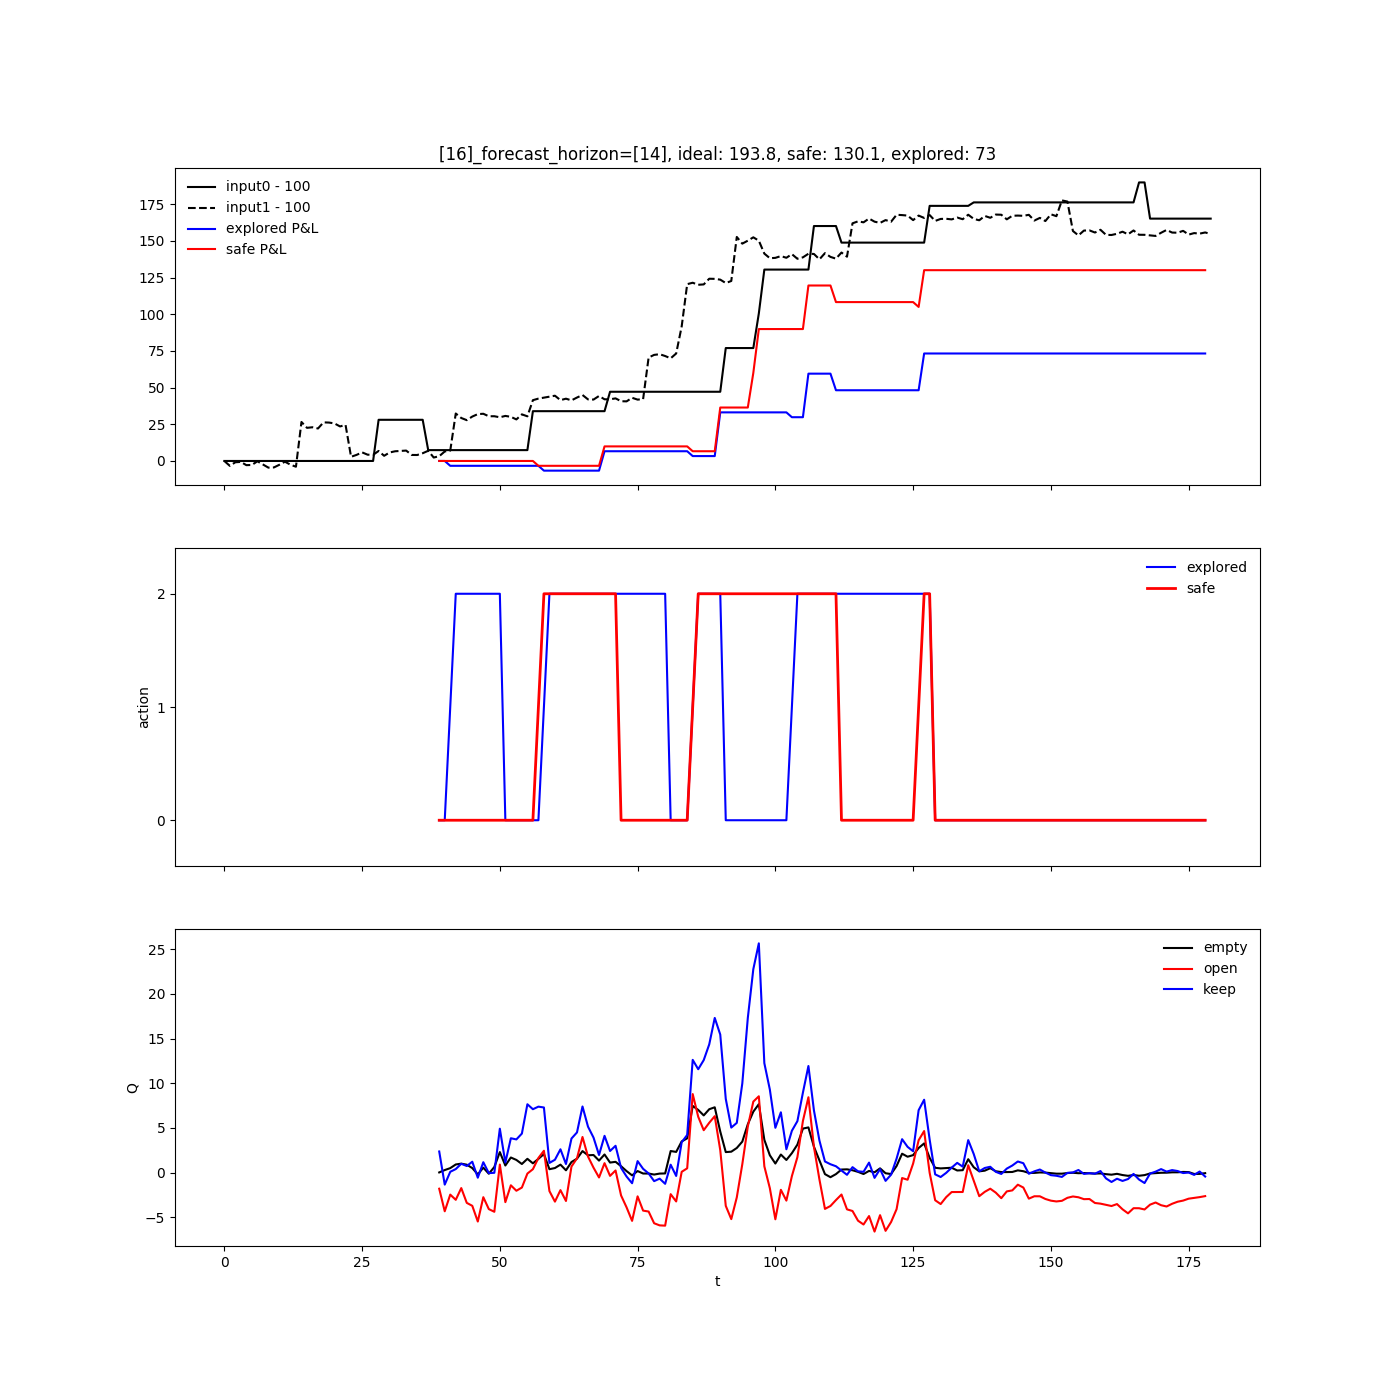 [16]_forecast_horizon=[14], ideal: 193.8, safe: 130.1, explored: 73
input0 - 100
input1 - 100
explored P&L
safe P&L
175
150
125
100
75
50
25
0
explored
safe
2
1
0
action
empty
open
keep
25
20
15
10
5
0
−5
Q
0 25 50 75 100 125 150 175
t